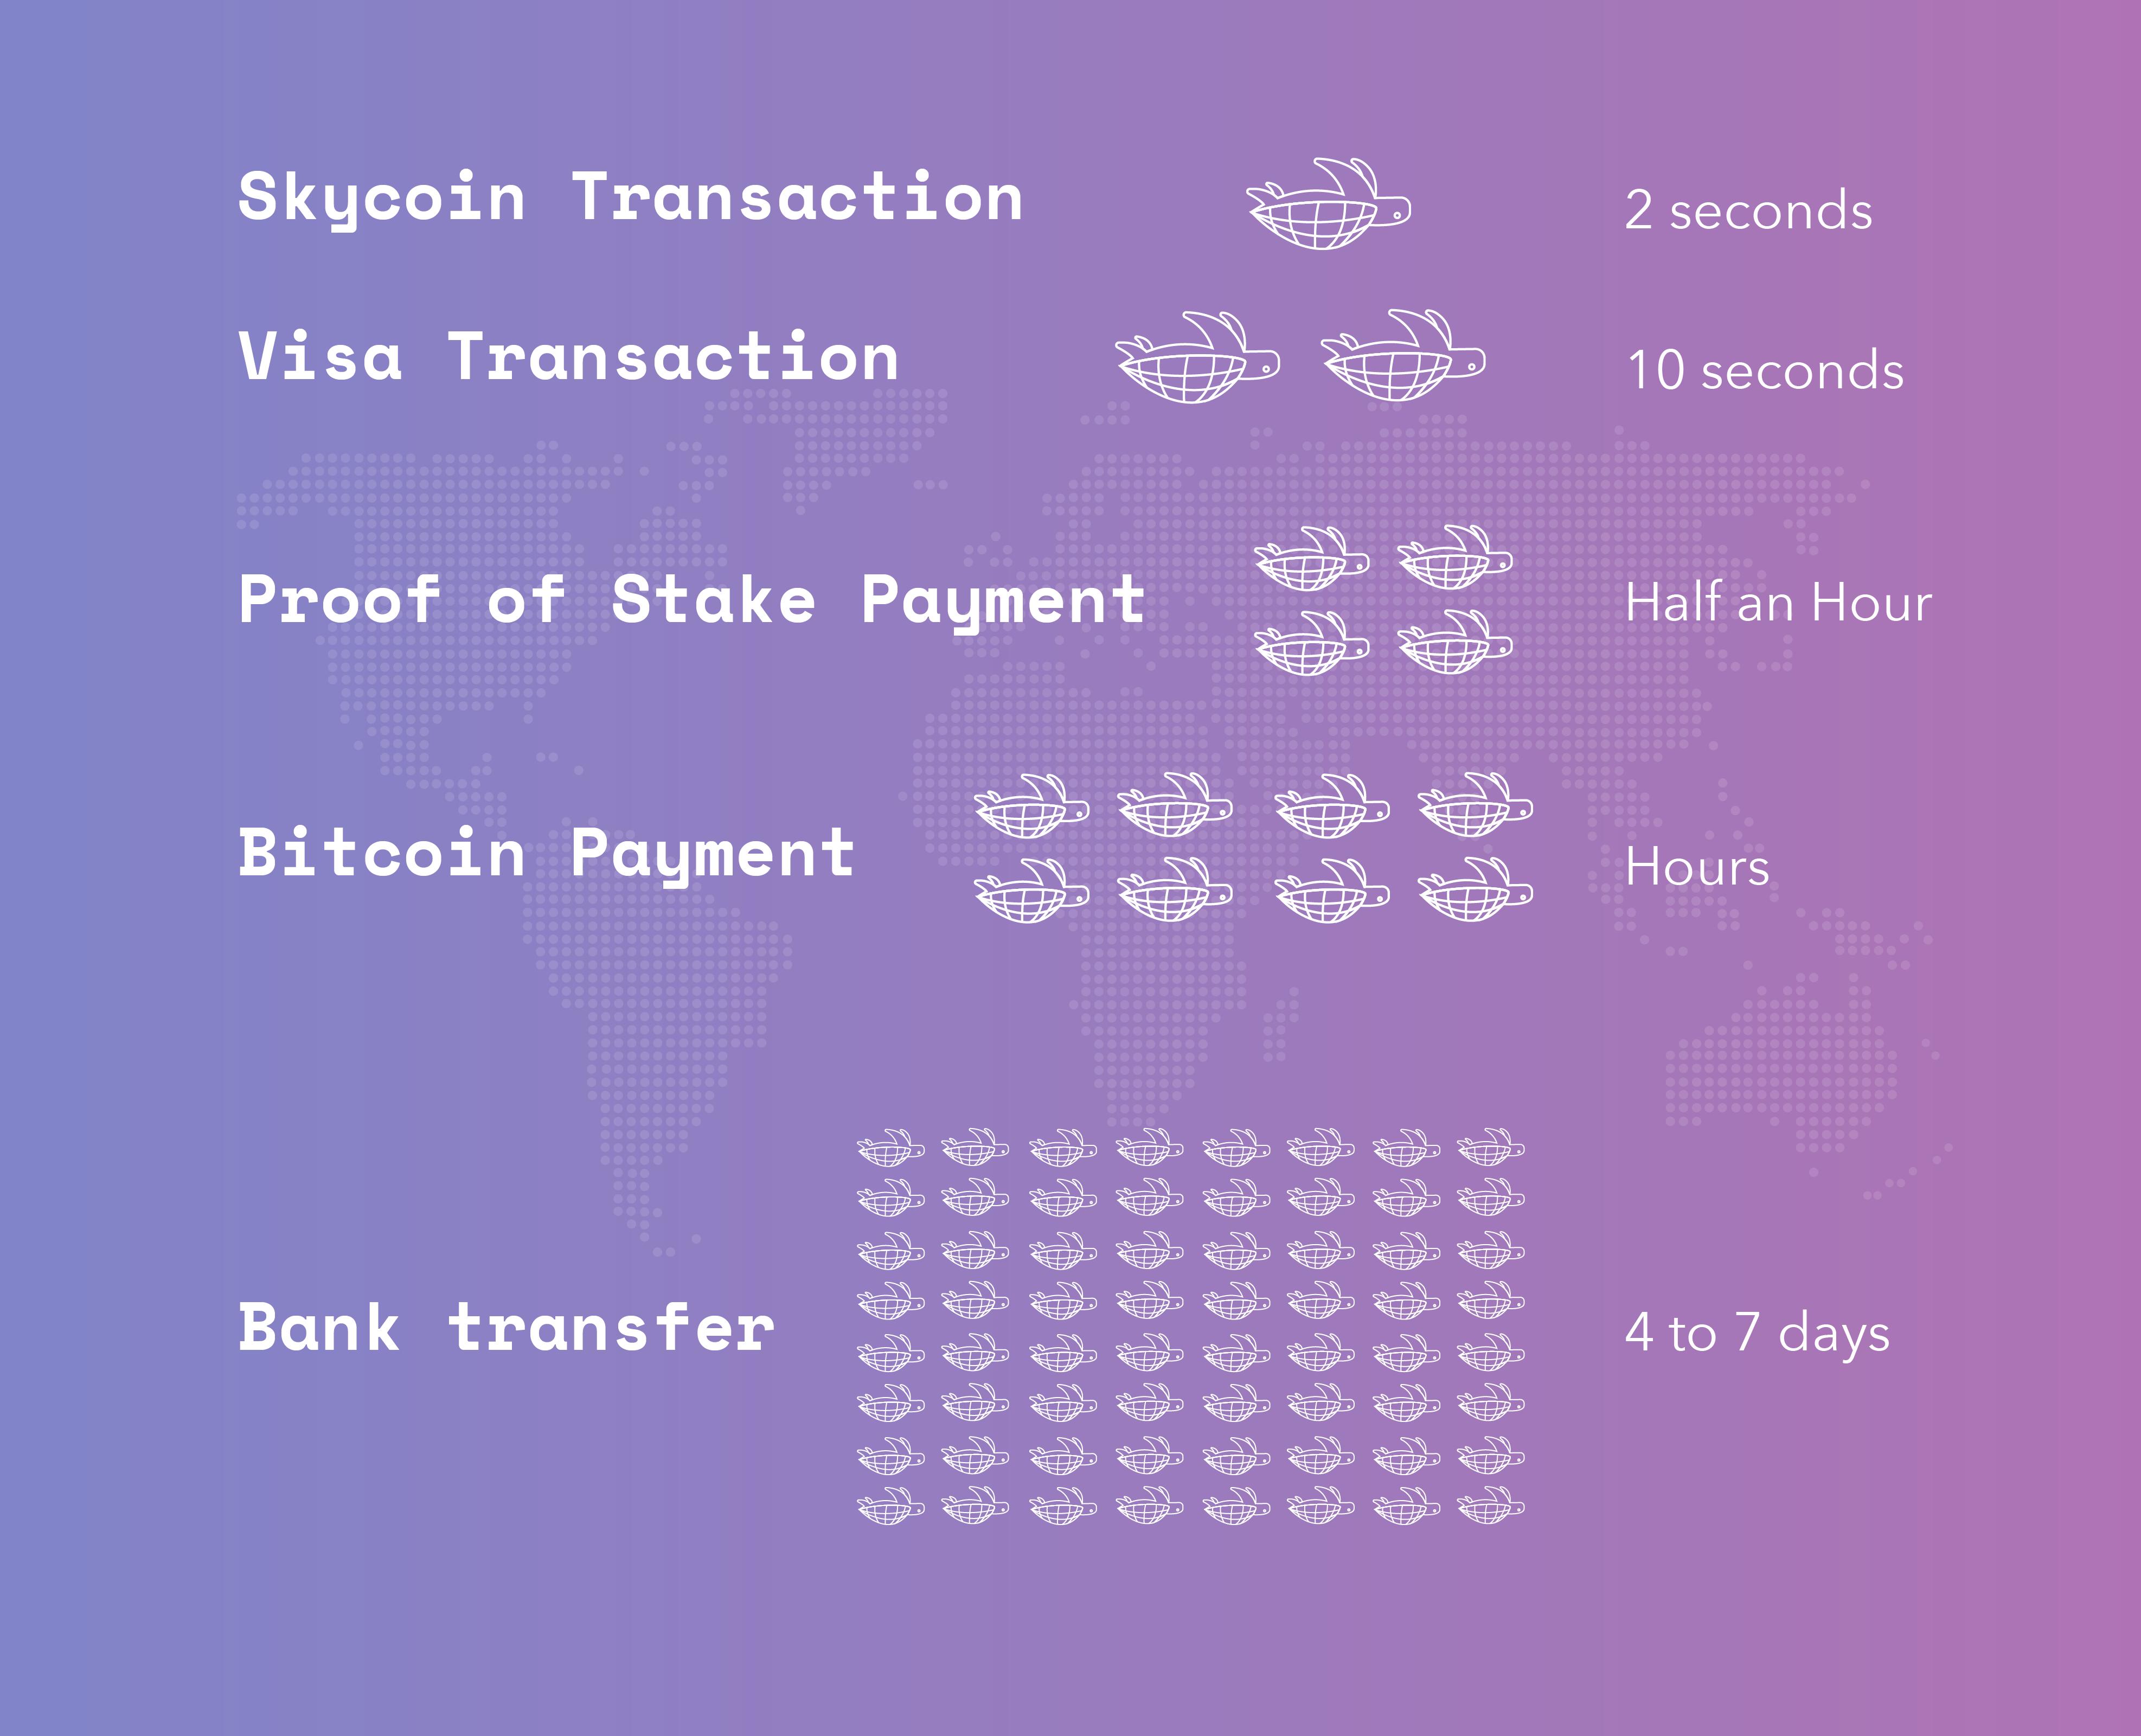 Skycoin Transaction
2 seconds
Visa Transaction
10 seconds
Proof of Stake Payment
Half an Hour
Bitcoin Payment
Hours
Bank transfer
4 to 7 days